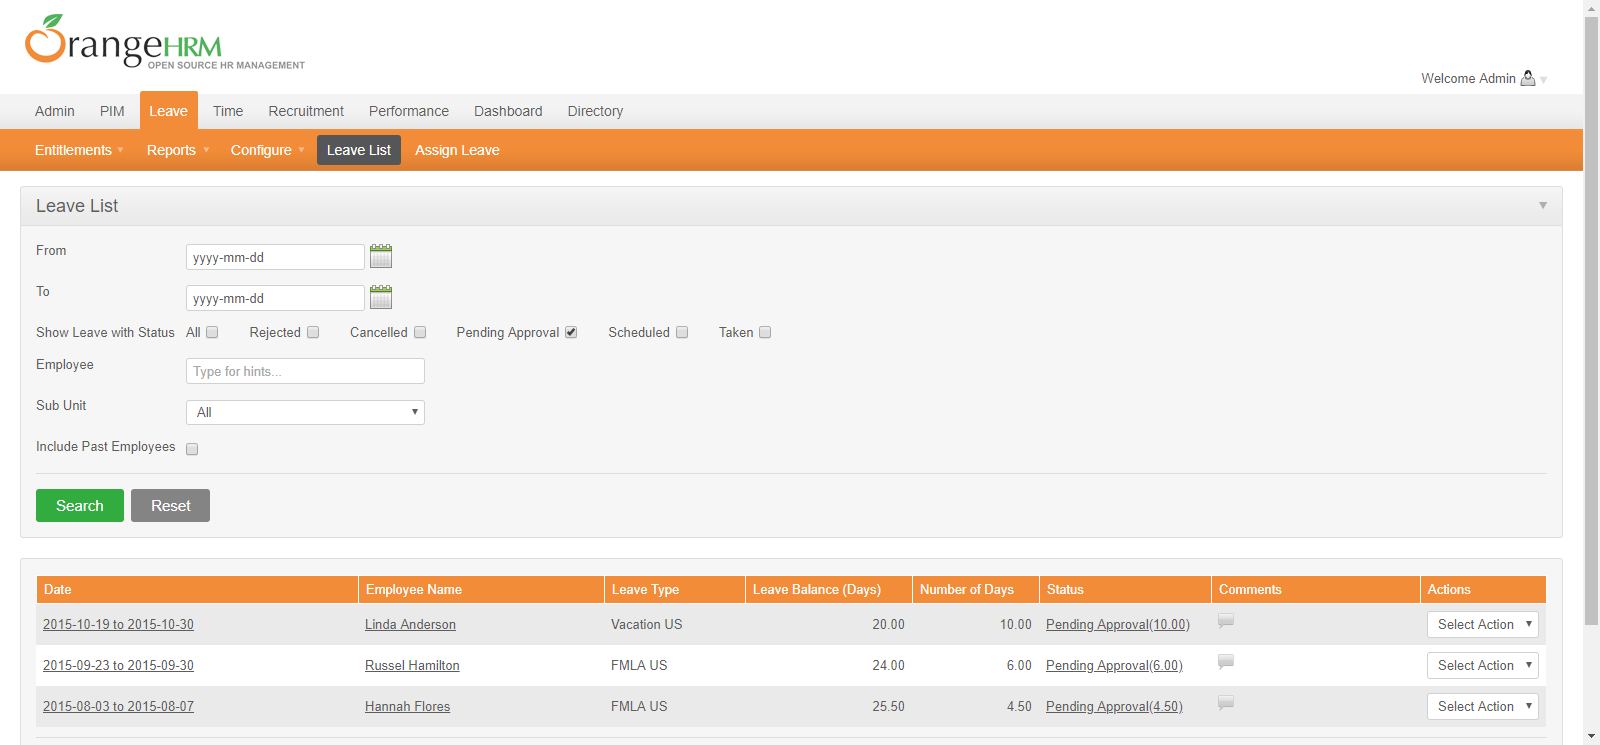 OrangeHRM
OPEN SOURCE HR MANAGEMENT
Welcome Admin
Admin PIM Leave Time Recruitment Performance Dashboard Directory
Entitlements Reports Configure Leave List Assign Leave
Leave List
From yyyy-mm-dd
To yyyy-mm-dd
Show Leave with Status All Rejected Cancelled Pending Approval Scheduled Taken
Employee Type for hints...
Sub Unit All
Include Past Employees
Search Reset
Date Employee Name Leave Type Leave Balance (Days) Number of Days Status Comments Actions
2015-10-19 to 2015-10-30 Linda Anderson Vacation US 20.00 10.00 Pending Approval(10.00) Select Action
2015-09-23 to 2015-09-30 Russel Hamilton FMLA US 24.00 6.00 Pending Approval(6.00) Select Action
2015-08-03 to 2015-08-07 Hannah Flores FMLA US 25.50 4.50 Pending Approval(4.50) Select Action